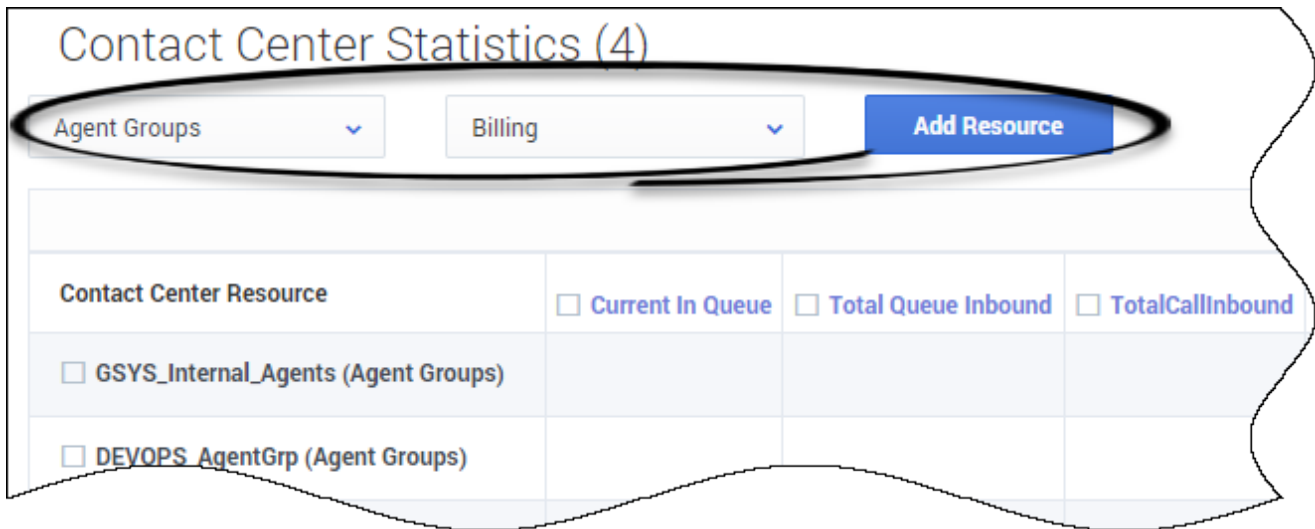 Contact Center Statistics (4)
Agent Groups Billing Add Resource
Contact Center Resource Current In Queue Total Queue Inbound TotalCallInbound
GSYS_Internal_Agents (Agent Groups)
DEVOPS_AgentGrp (Agent Groups)